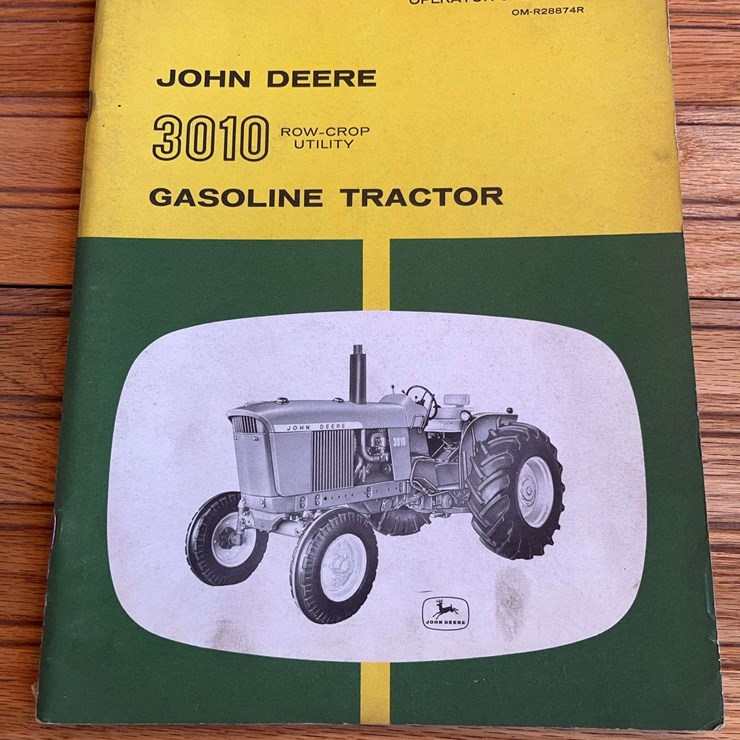 OM-R28874R
JOHN DEERE
3010 ROW-CROP
UTILITY
GASOLINE TRACTOR
JOHN DEERE
3010
JOHN DEERE